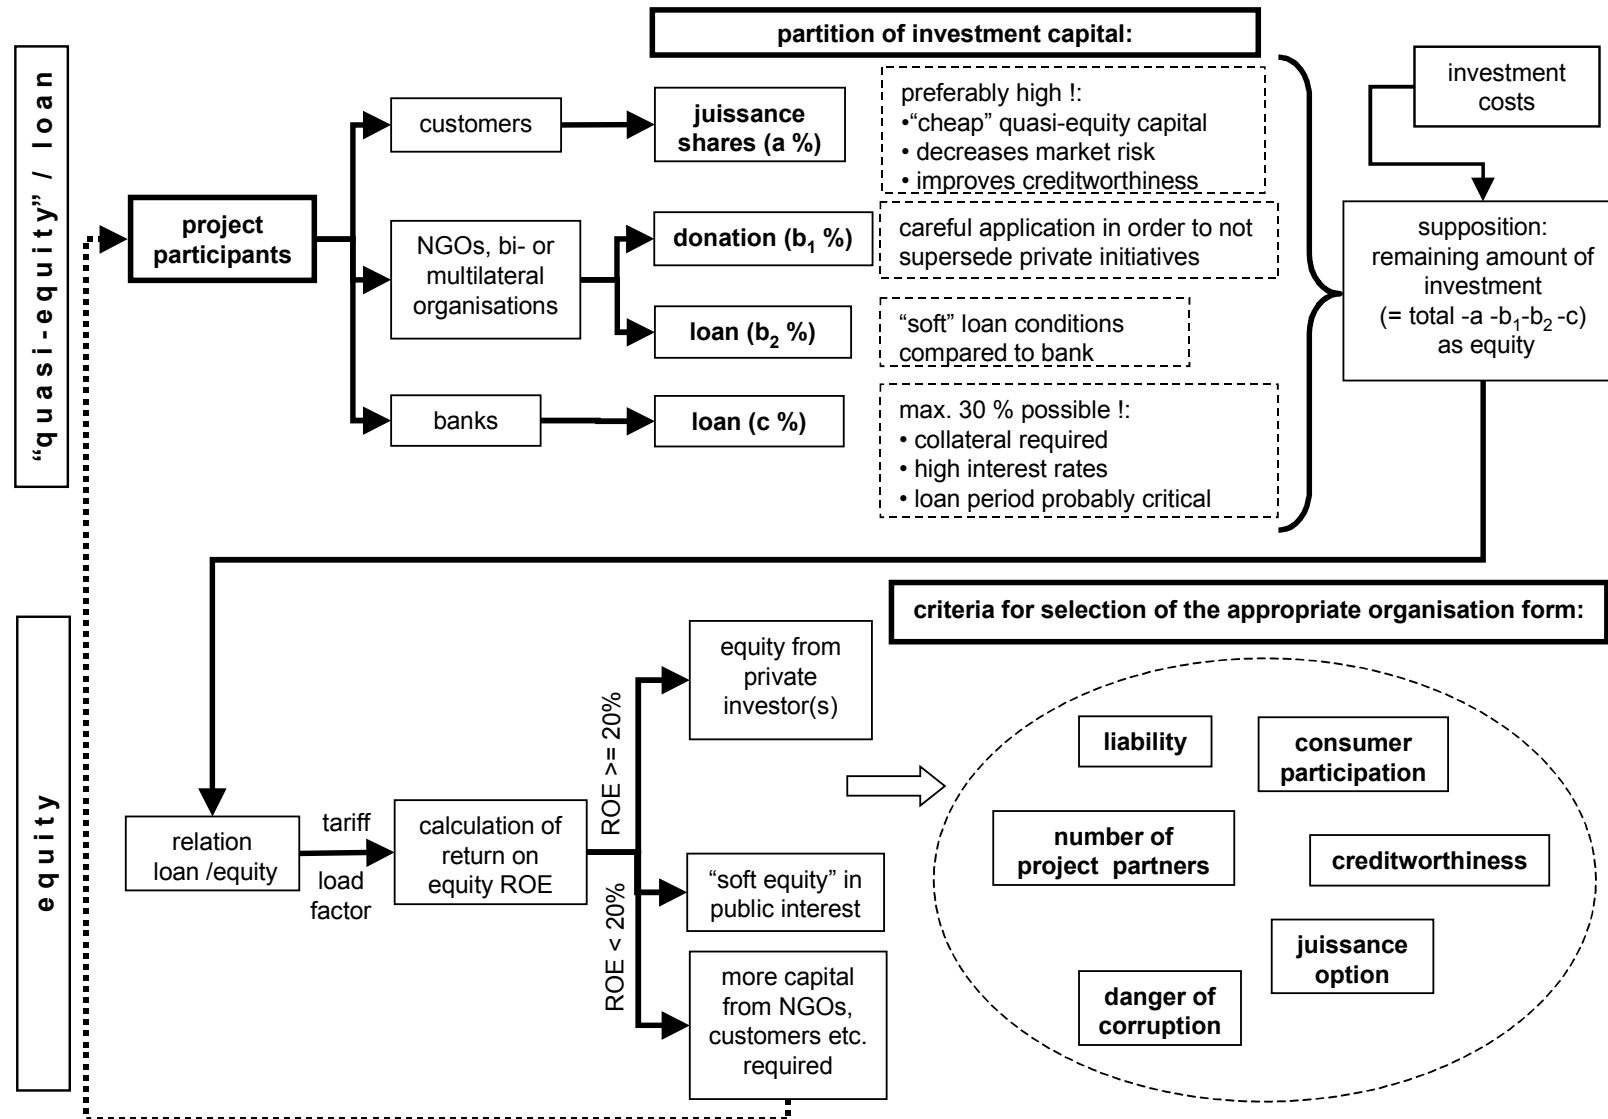 "quasi-equity" / loan
partition of investment capital:
project
participants
customers
juissance
shares (a %)
preferably high !:
•"cheap" quasi-equity capital
• decreases market risk
• improves creditworthiness
NGOs, bi- or
multilateral
organisations
donation (b₁ %)
careful application in order to not
supersede private initiatives
loan (b₂ %)
"soft" loan conditions
compared to bank
banks
loan (c %)
max. 30 % possible !:
• collateral required
• high interest rates
• loan period probably critical
investment
costs
supposition:
remaining amount of
investment
(= total -a -b₁-b₂ -c)
as equity
equity
relation
loan /equity
tariff
load
factor
calculation of
return on
equity ROE
ROE >= 20%
ROE < 20%
equity from
private
investor(s)
"soft equity" in
public interest
more capital
from NGOs,
customers etc.
required
criteria for selection of the appropriate organisation form:
liability
consumer
participation
number of
project partners
creditworthiness
juissance
option
danger of
corruption